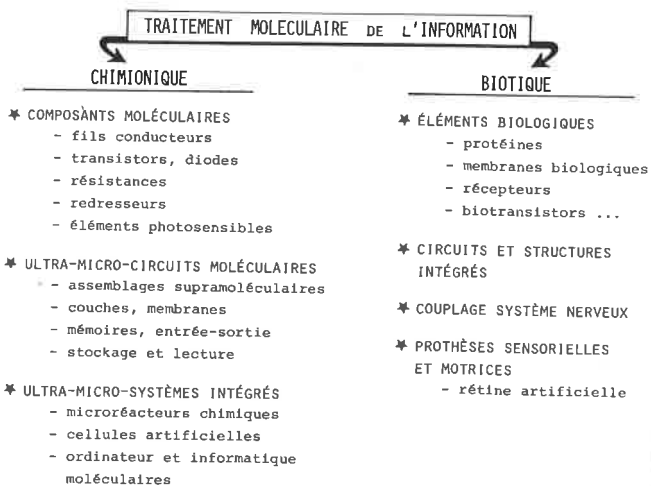 TRAITEMENT MOLECULAIRE DE L'INFORMATION
CHIMIONIQUE
* COMPOSANTS MOLÉCULAIRES
- fils conducteurs
- transistors, diodes
- résistances
- redresseurs
- éléments photosensibles
* ULTRA-MICRO-CIRCUITS MOLÉCULAIRES
- assemblages supramoléculaires
- couches, membranes
- mémoires, entrée-sortie
- stockage et lecture
* ULTRA-MICRO-SYSTÈMES INTÉGRÉS
- microréacteurs chimiques
- cellules artificielles
- ordinateur et informatique
moléculaires
BIOTIQUE
* ÉLÉMENTS BIOLOGIQUES
- protéines
- membranes biologiques
- récepteurs
- biotransistors ...
* CIRCUITS ET STRUCTURES
INTÉGRÉS
* COUPLAGE SYSTÈME NERVEUX
* PROTHÈSES SENSORIELLES
ET MOTRICES
- rétine artificielle